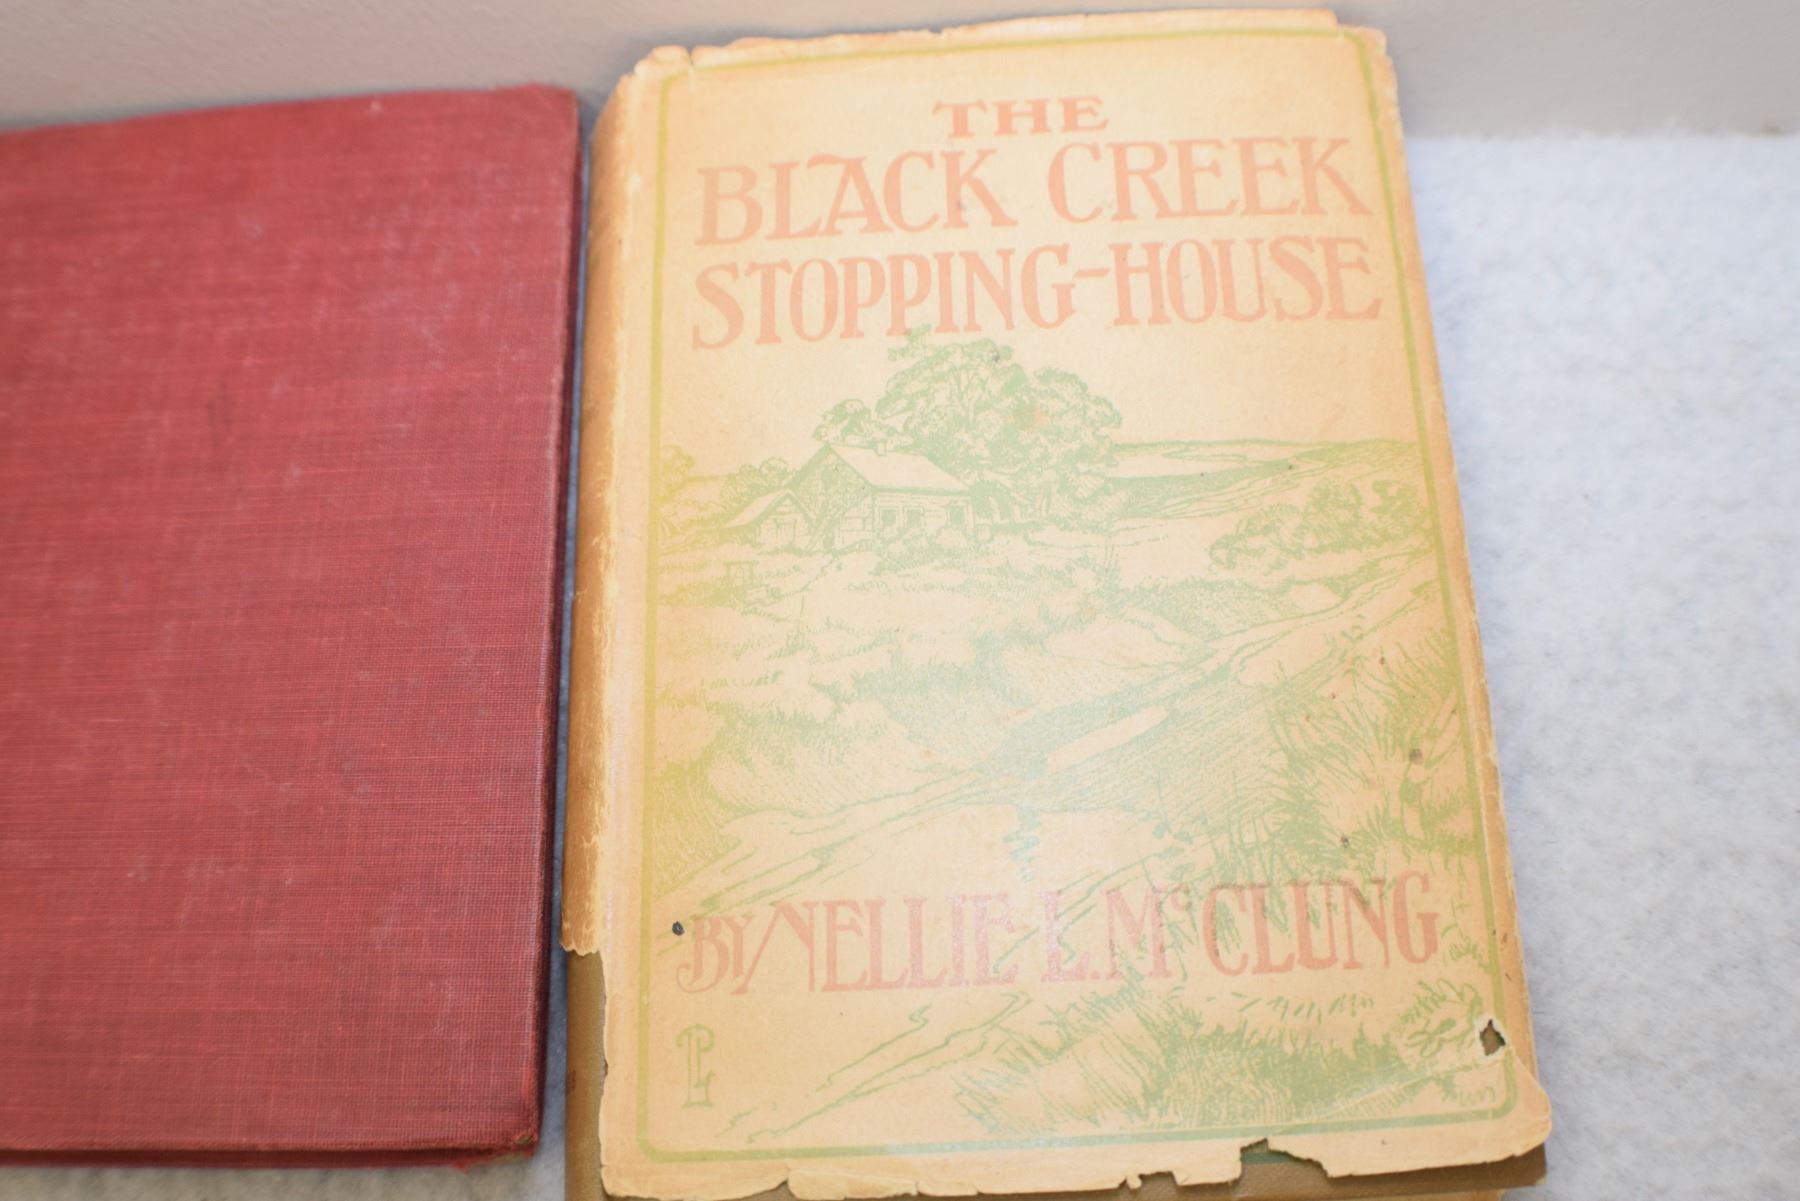 THE
BLACK CREEK
STOPPING-HOUSE
BY NELLIE L. McCLUNG